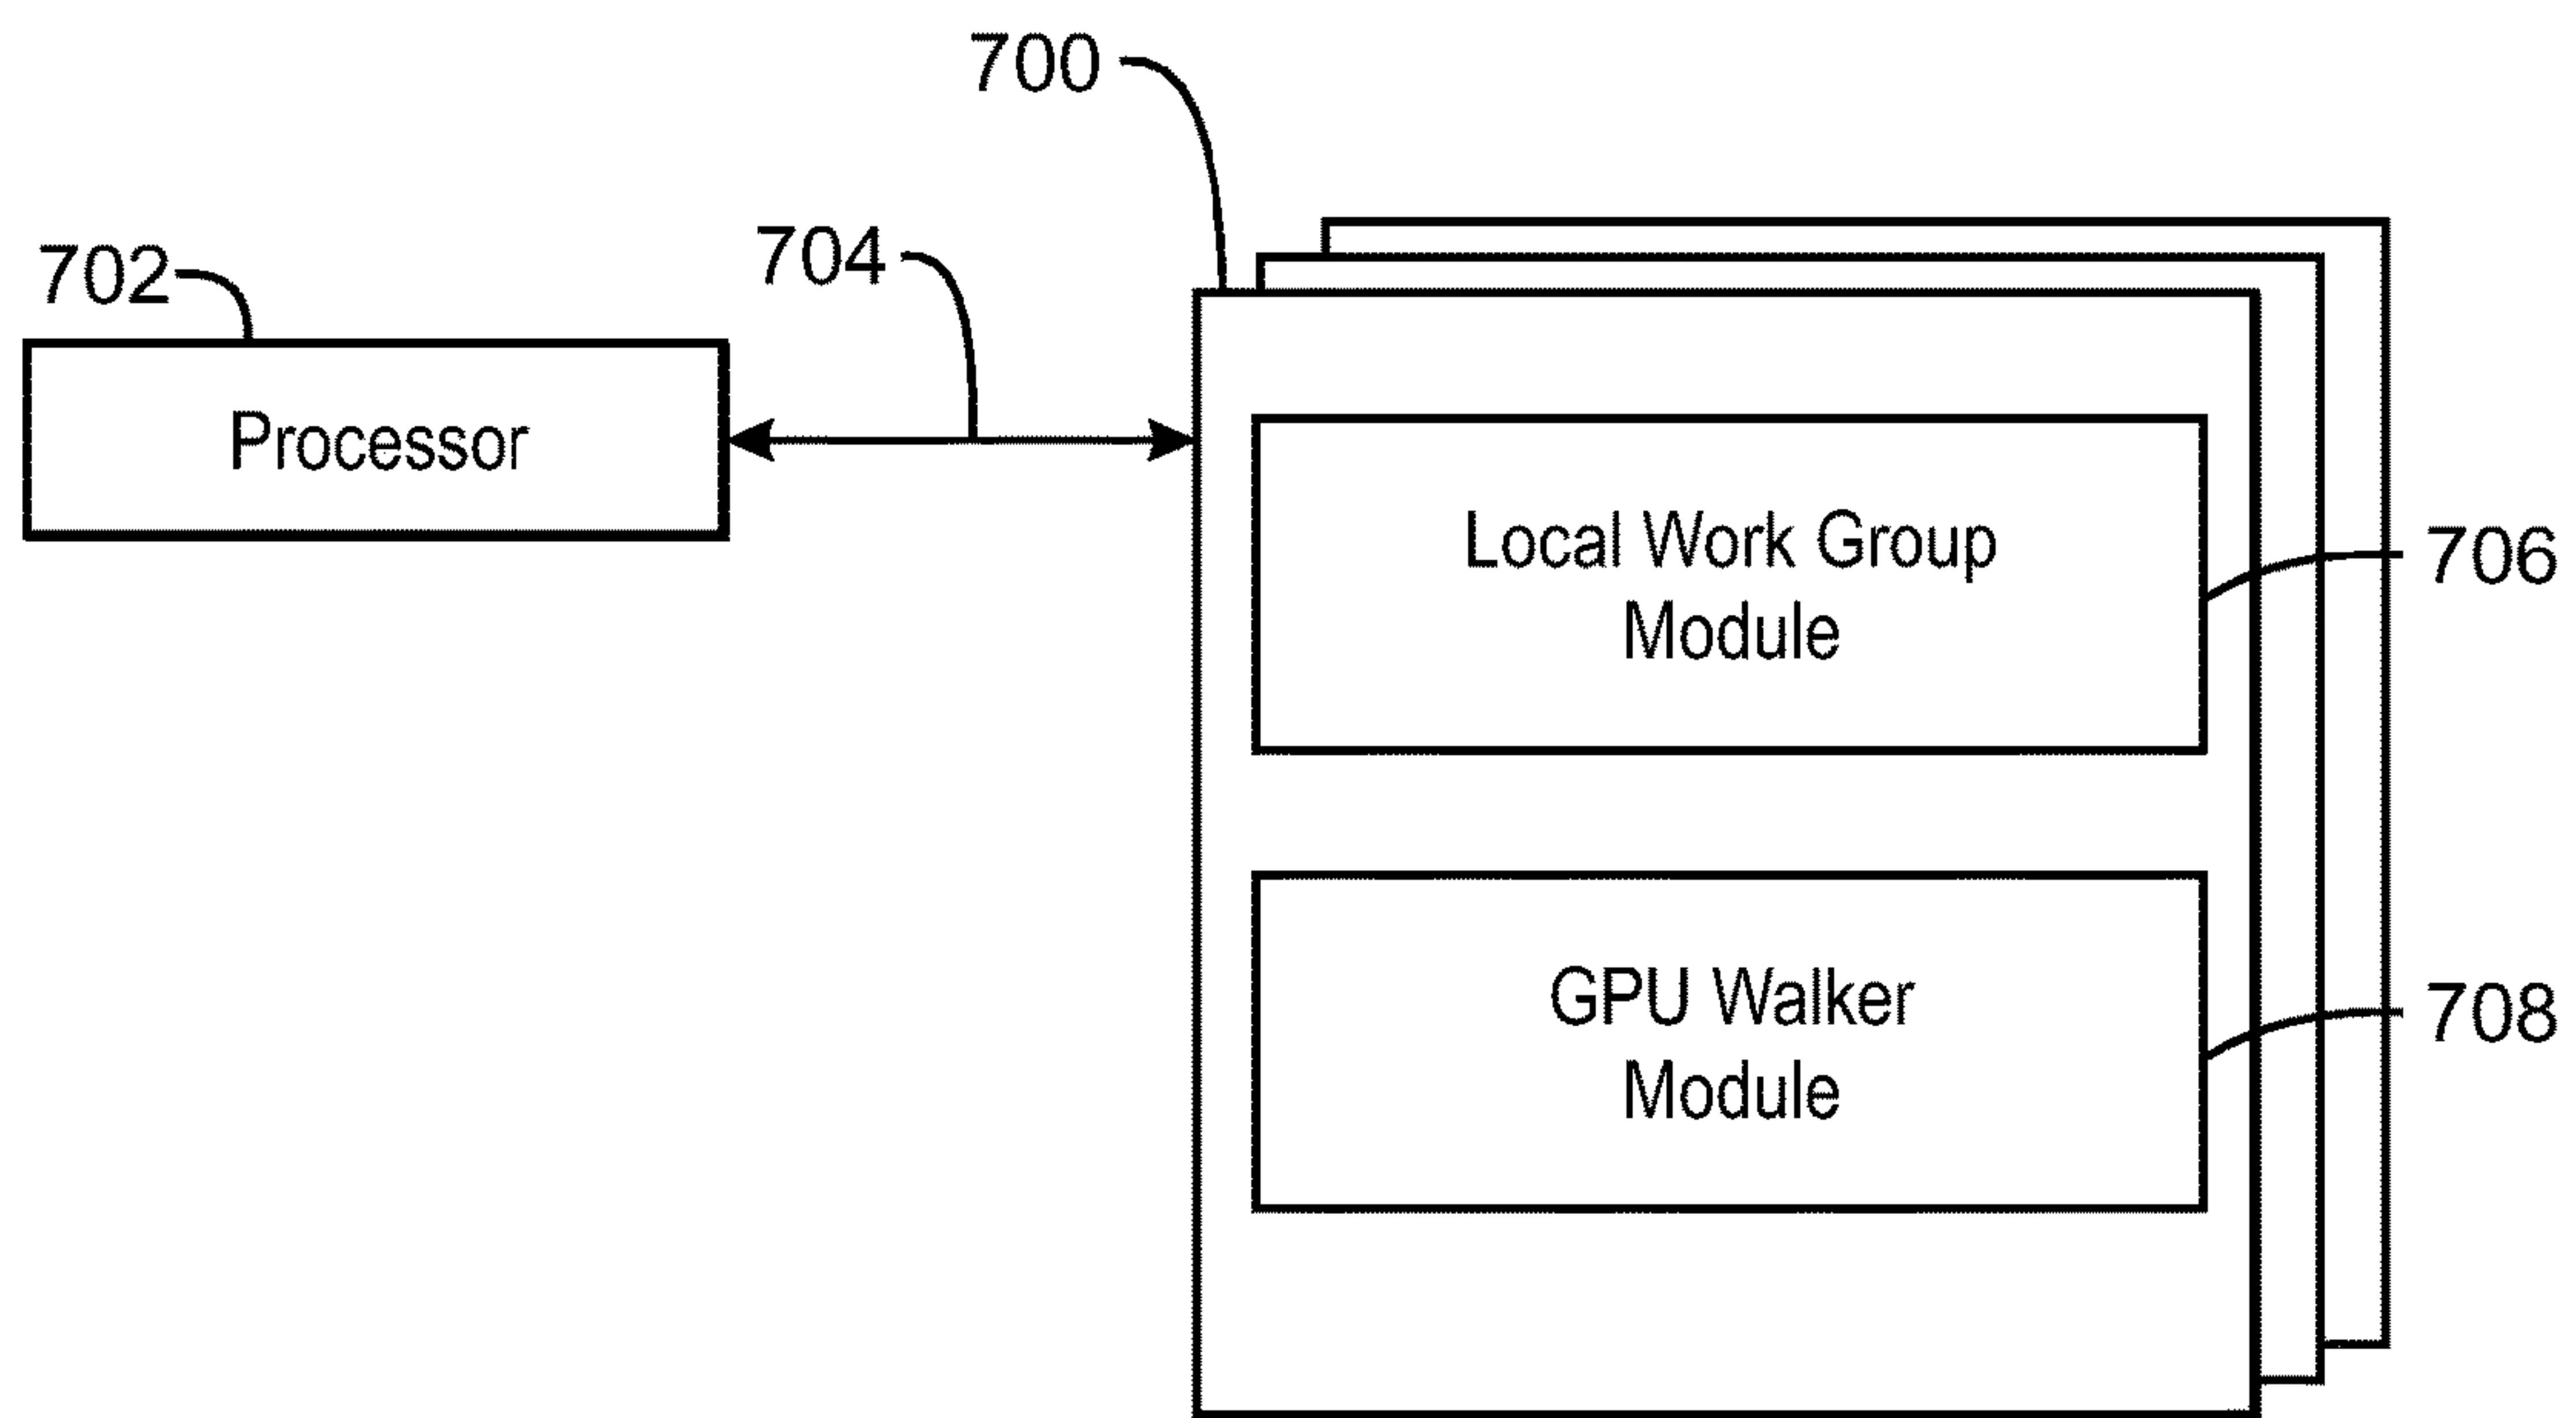 700
702
704
Processor
Local Work Group
Module
706
GPU Walker
Module
708